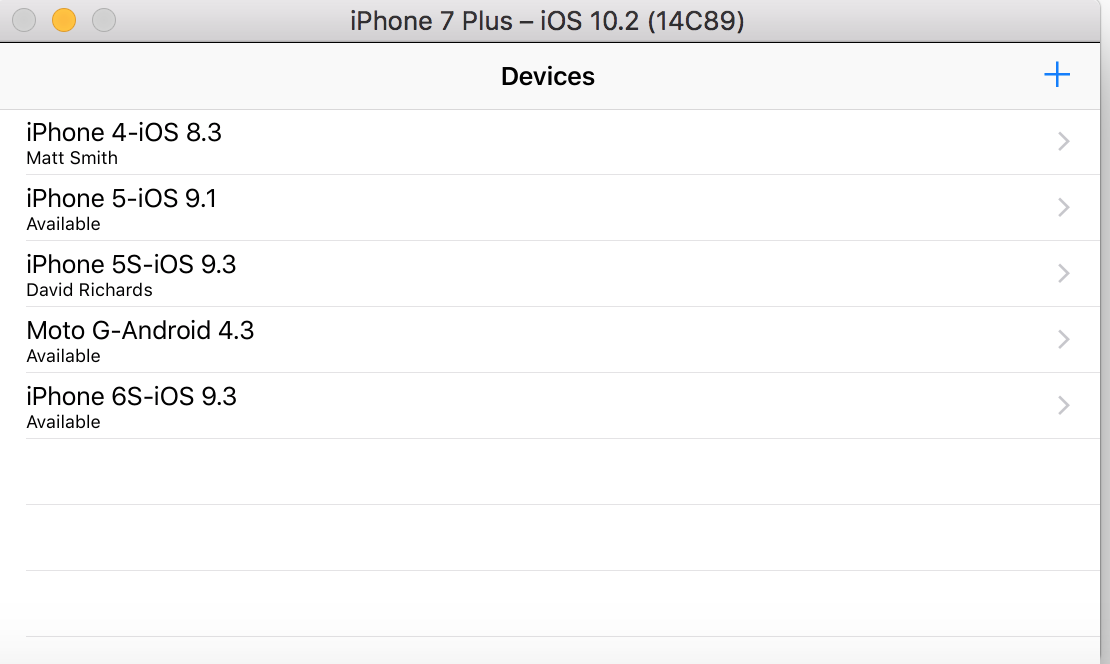 iPhone 7 Plus – iOS 10.2 (14C89)
Devices
iPhone 4-iOS 8.3
Matt Smith
iPhone 5-iOS 9.1
Available
iPhone 5S-iOS 9.3
David Richards
Moto G-Android 4.3
Available
iPhone 6S-iOS 9.3
Available